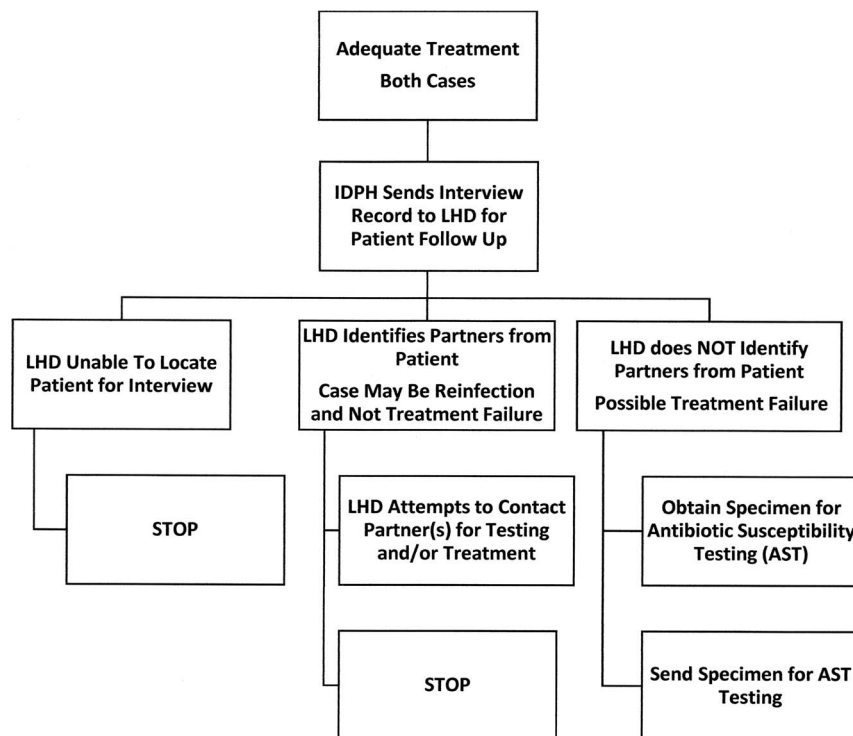 Adequate Treatment
Both Cases
IDPH Sends Interview
Record to LHD for
Patient Follow Up
LHD Unable To Locate
Patient for Interview
STOP
LHD Identifies Partners from
Patient
Case May Be Reinfection
and Not Treatment Failure
LHD Attempts to Contact
Partner(s) for Testing
and/or Treatment
STOP
LHD does NOT Identify
Partners from Patient
Possible Treatment Failure
Obtain Specimen for
Antibiotic Susceptibility
Testing (AST)
Send Specimen for AST
Testing